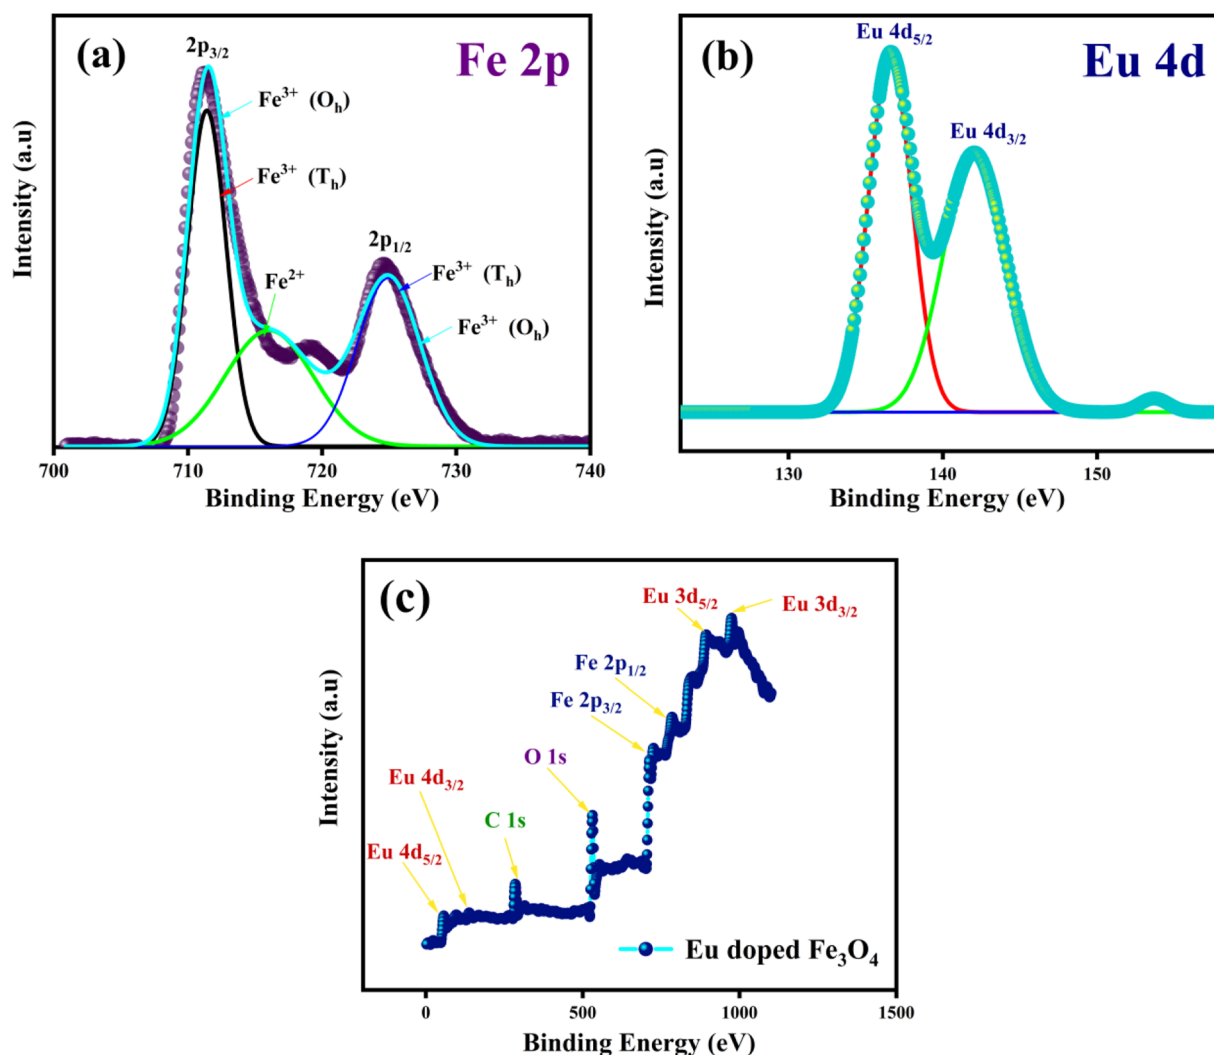 (a)
Fe 2p
2p3/2
Fe3+ (Oh)
Fe3+ (Th)
Fe2+
2p1/2
Fe3+ (Th)
Fe3+ (Oh)
Intensity (a.u)
700 710 720 730 740
Binding Energy (eV)
(b)
Eu 4d
Eu 4d5/2
Eu 4d3/2
Intensity (a.u)
130 140 150
Binding Energy (eV)
(c)
Eu 3d5/2
Eu 3d3/2
Fe 2p1/2
Fe 2p3/2
O 1s
Eu 4d3/2
C 1s
Eu 4d5/2
Eu doped Fe3O4
Intensity (a.u)
0 500 1000 1500
Binding Energy (eV)